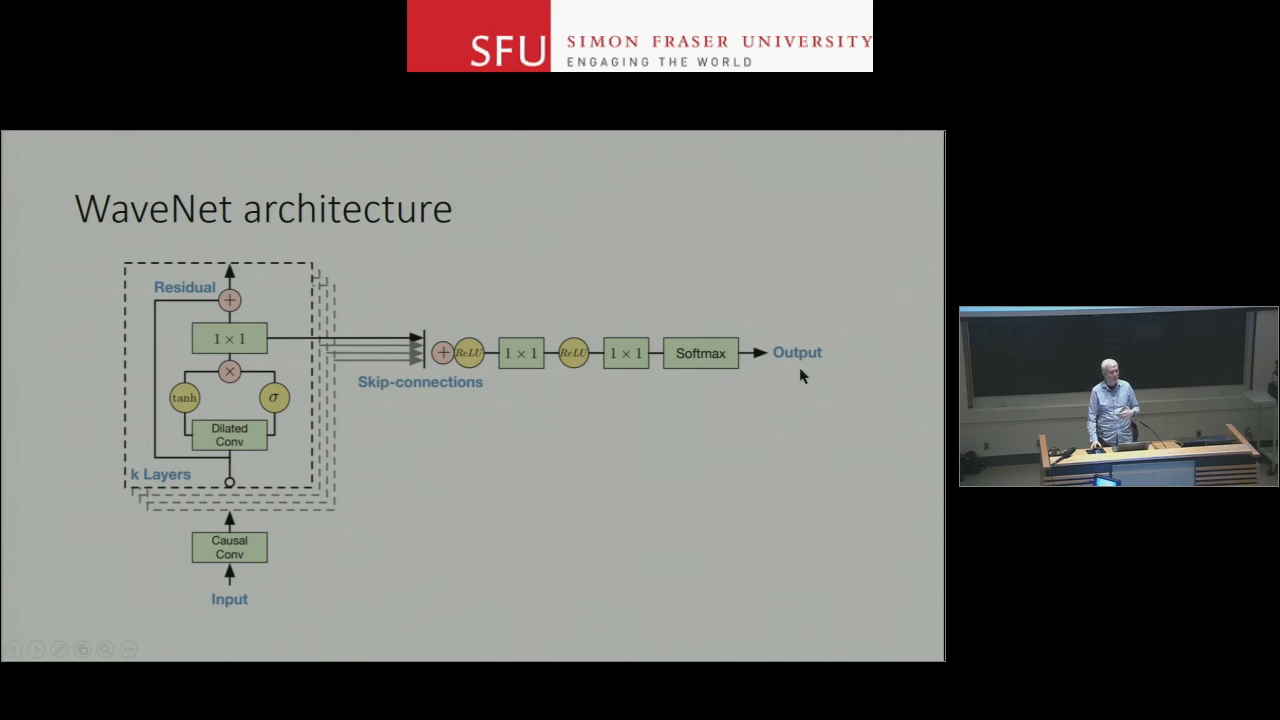 SFU SIMON FRASER UNIVERSITY
ENGAGING THE WORLD
WaveNet architecture
Residual
+
1 × 1
×
tanh
σ
Dilated
Conv
k Layers
Causal
Conv
Input
Skip-connections
+
ReLU
1 × 1
ReLU
1 × 1
Softmax
Output